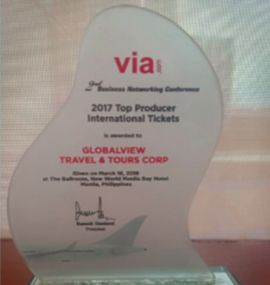 via.com
2nd Business Networking Conference
2017 Top Producer
International Tickets
is awarded to
GLOBALVIEW
TRAVEL & TOURS CORP
Given on March 16, 2018
at The Ballroom, New World Manila Bay Hotel
Manila, Philippines
President